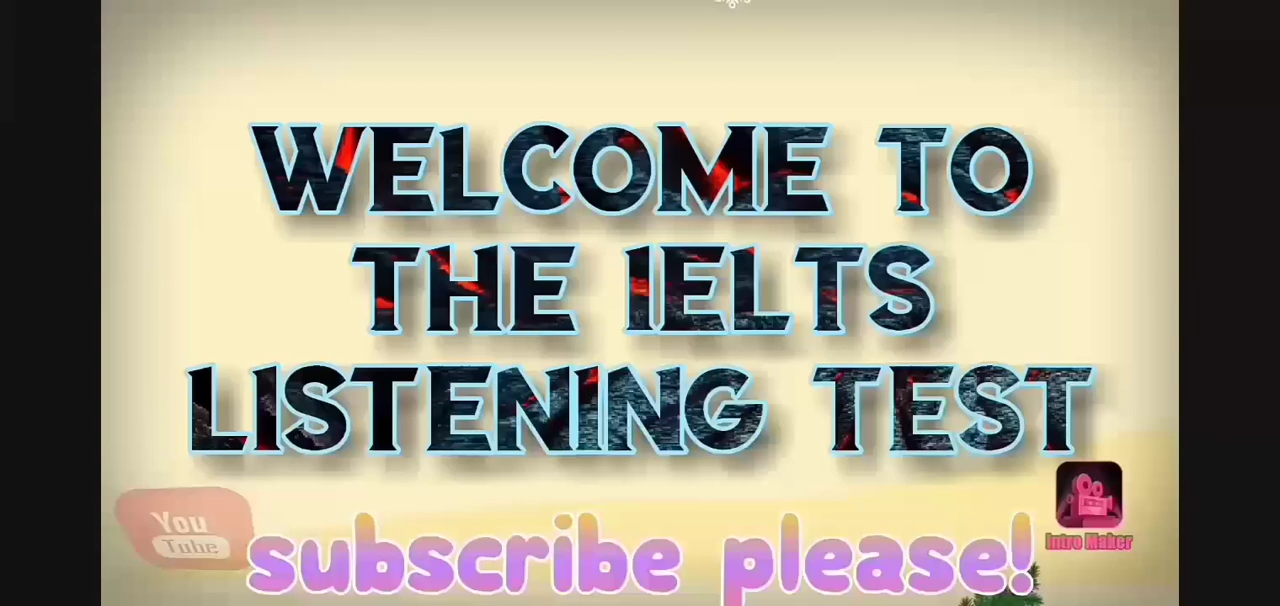 WELCOME TO
THE IELTS
LISTENING TEST
You
Tube
subscribe please!
Intro Maker